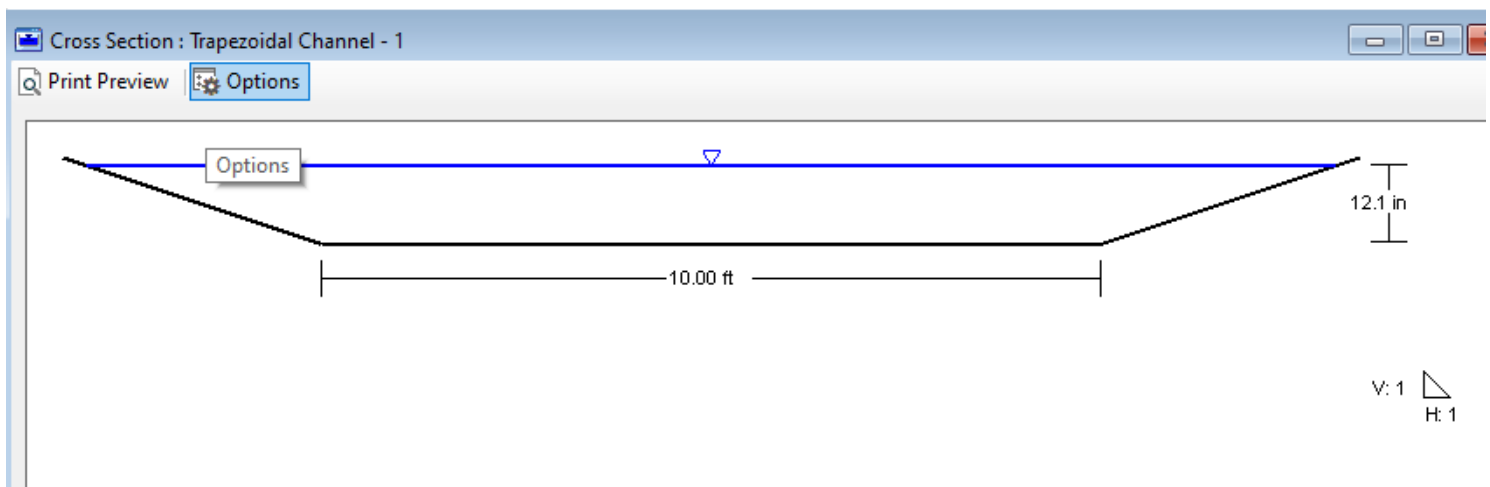 Cross Section : Trapezoidal Channel - 1
Print Preview
Options
Options
12.1 in
10.00 ft
V: 1
H: 1